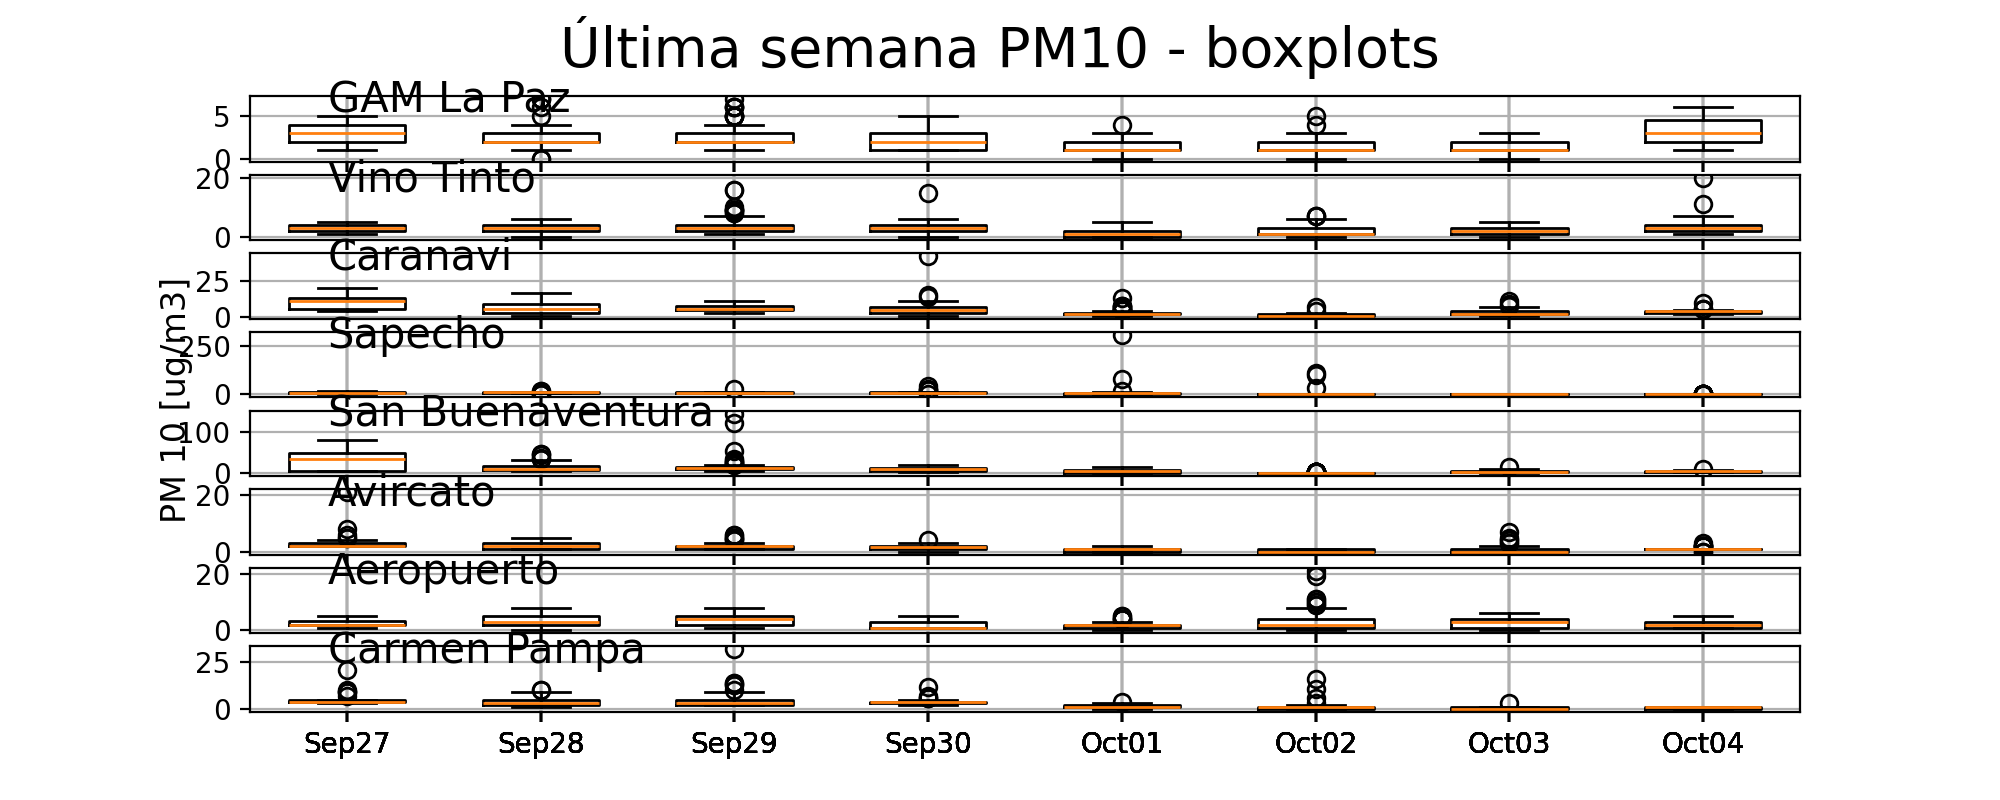 Última semana PM10 - boxplots
GAM La Paz
5
0
Vino Tinto
20
0
Caranavi
25
0
Sapecho
250
0
San Buenaventura
100
0
Avircato
20
0
Aeropuerto
20
0
Carmen Pampa
25
0
PM 10 [ug/m3]
Sep27 Sep28 Sep29 Sep30 Oct01 Oct02 Oct03 Oct04